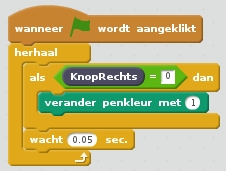 wanneer wordt aangeklikt
herhaal
als KnopRechts = 0 dan
verander penkleur met 1
wacht 0.05 sec.